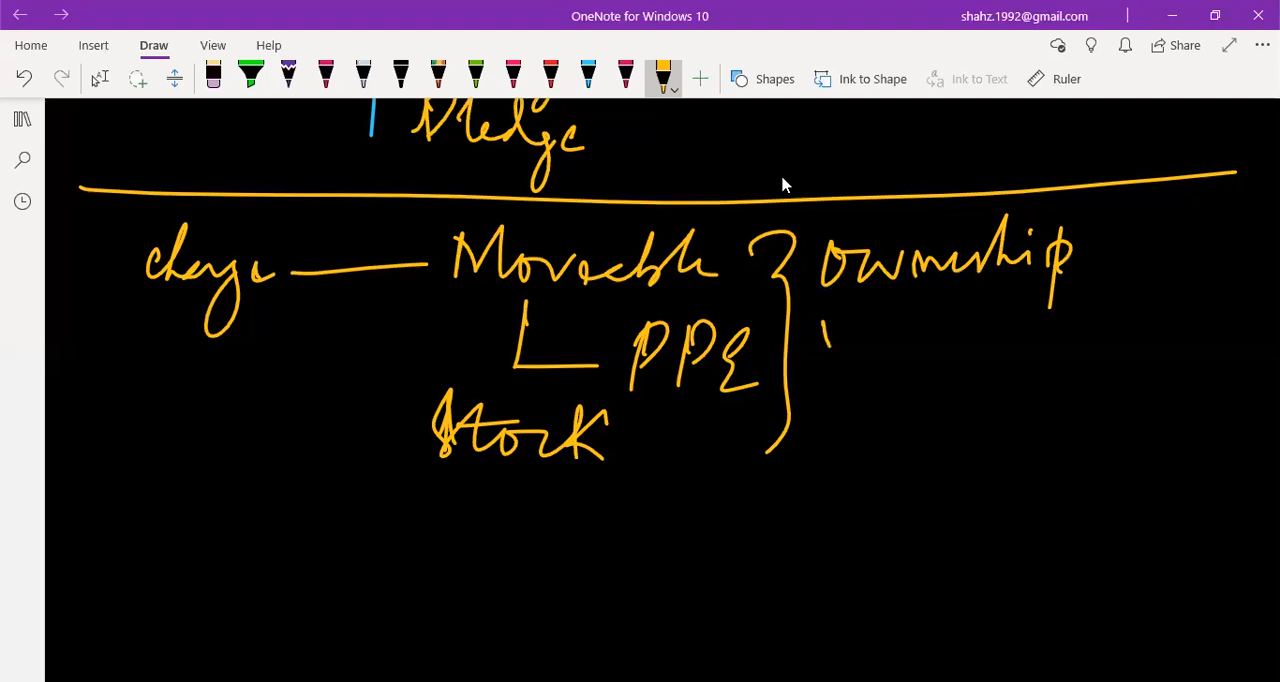 OneNote for Windows 10
shahz.1992@gmail.com
Home Insert Draw View Help
Share
Shapes Ink to Shape Ink to Text Ruler
Pledge
charge Moveable Ownership
PPE
Stock